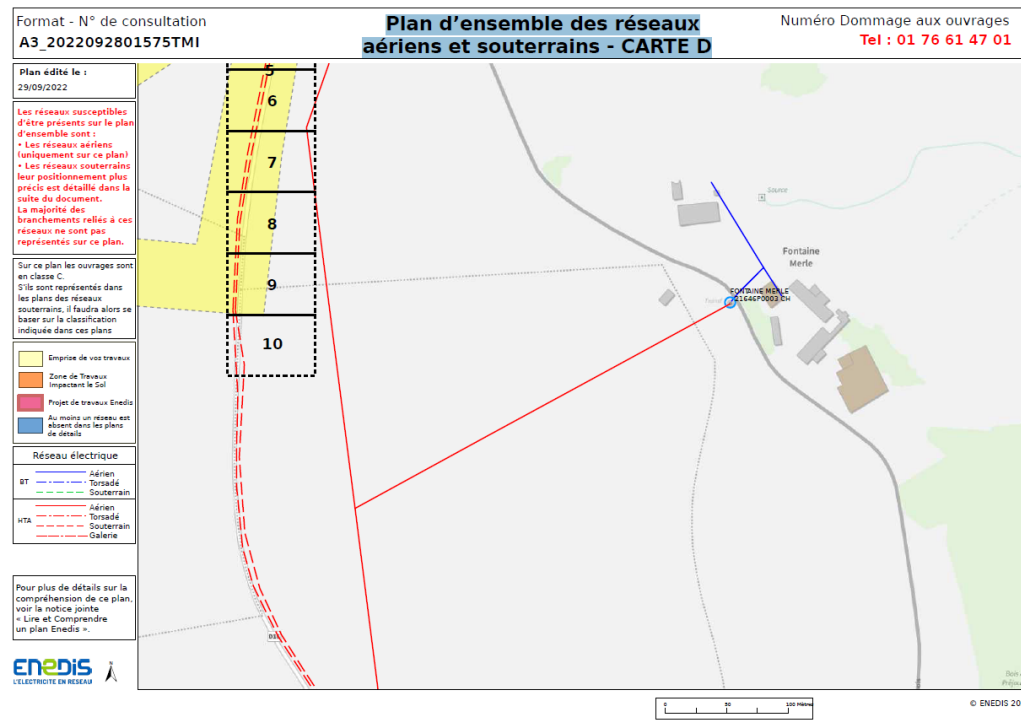 Format - N° de consultation
A3_2022092801575TMI
Plan d’ensemble des réseaux
aériens et souterrains - CARTE D
Numéro Dommage aux ouvrages
Tel : 01 76 61 47 01
Plan édité le :
29/09/2022
Les réseaux susceptibles
d'être présents sur le plan
d'ensemble sont :
• Les réseaux aériens
(uniquement sur ce plan)
• Les réseaux souterrains
leur positionnement plus
précis est détaillé dans la
suite du document.
La majorité des
branchements reliés à ces
réseaux ne sont pas
représentés sur ce plan.
Sur ce plan les ouvrages sont
en classe C.
S'ils sont représentés dans
les plans des réseaux
souterrains, il faudra alors se
baser sur la classification
indiquée dans ces plans
Emprise de vos travaux
Zone de Travaux
Impactant le Sol
Projet de travaux Enedis
Au moins un réseau est
absent dans les plans
de détails
Réseau électrique
BT
Aérien
Torsadé
Souterrain
HTA
Aérien
Torsadé
Souterrain
Galerie
Pour plus de détails sur la
compréhension de ce plan,
voir la notice jointe
« Lire et Comprendre
un plan Enedis ».
ENEDIS
L'ELECTRICITE EN RESEAU
N
5
6
7
8
9
10
Source
Fontaine
Merle
FONTAINE MERLE
21646P0003 CH
Bois
0 50 100 Mètres
© ENEDIS 20